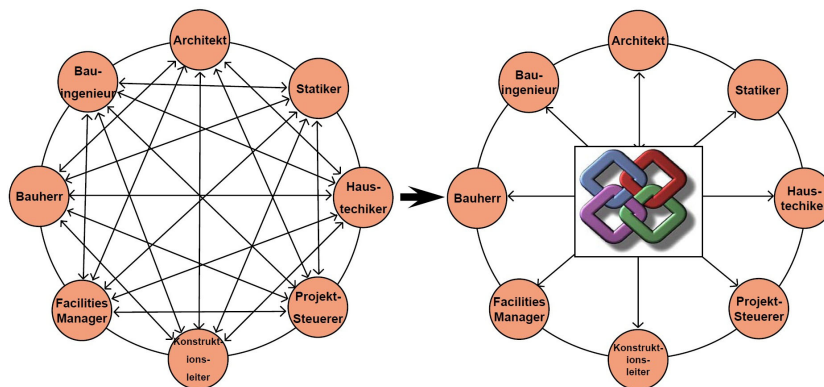 Architekt
Bau-
ingenieur
Statiker
Bauherr
Haus-
techiker
Facilities
Manager
Projekt-
Steuerer
Konstrukt-
ions-
leiter
Architekt
Bau-
ingenieur
Statiker
Bauherr
Haus-
techiker
Facilities
Manager
Projekt-
Steuerer
Konstrukt-
ions-
leiter